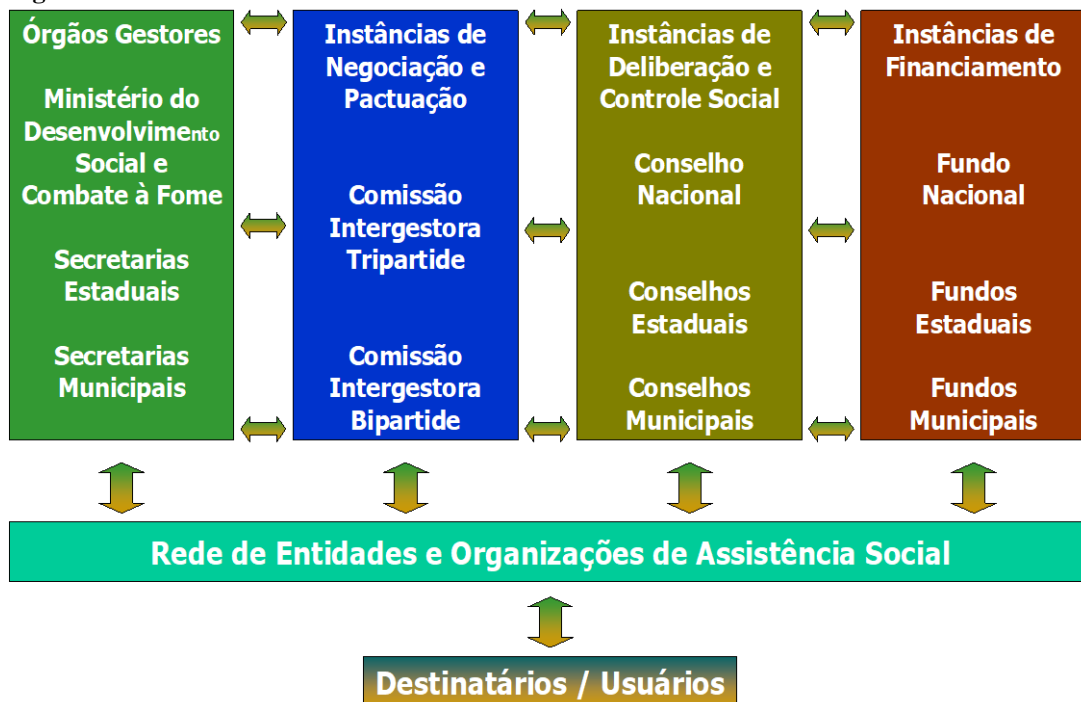 Órgãos Gestores
Ministério do
Desenvolvimento
Social e
Combate à Fome
Secretarias
Estaduais
Secretarias
Municipais
Instâncias de
Negociação e
Pactuação
Comissão
Intergestora
Tripartide
Comissão
Intergestora
Bipartide
Instâncias de
Deliberação e
Controle Social
Conselho
Nacional
Conselhos
Estaduais
Conselhos
Municipais
Instâncias de
Financiamento
Fundo
Nacional
Fundos
Estaduais
Fundos
Municipais
Rede de Entidades e Organizações de Assistência Social
Destinatários / Usuários